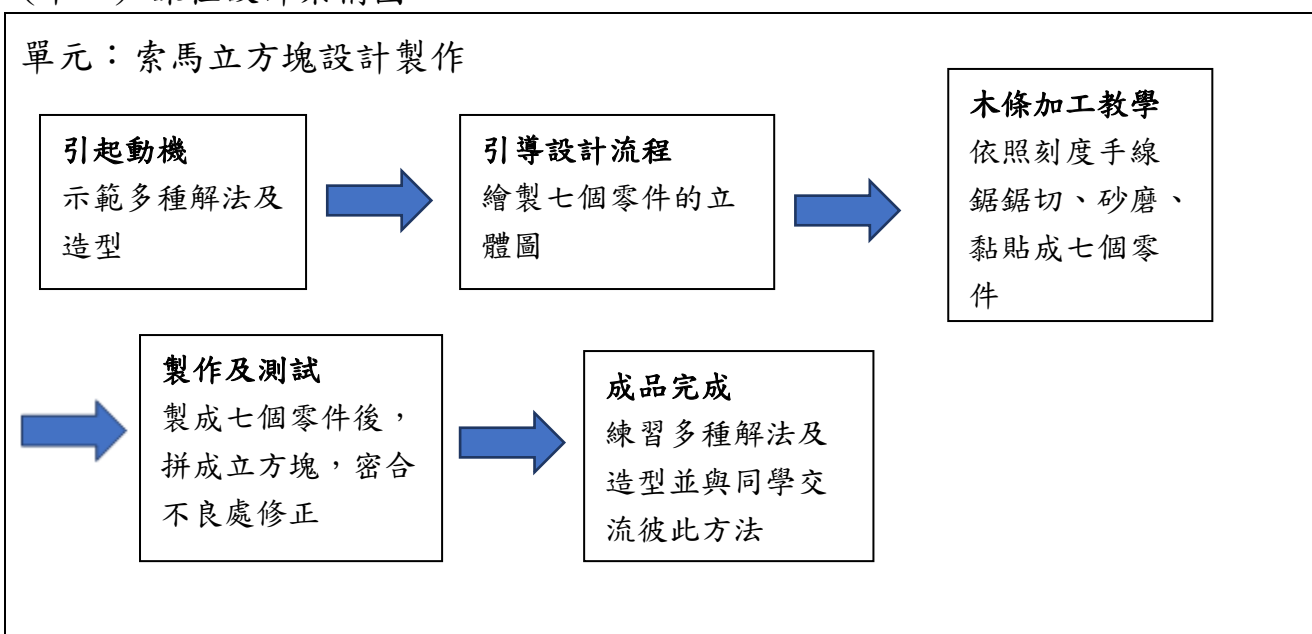 單元：索馬立方塊設計製作
引起動機
示範多種解法及
造型
引導設計流程
繪製七個零件的立
體圖
木條加工教學
依照刻度手線
鋸鋸切、砂磨、
黏貼成七個零
件
製作及測試
製成七個零件後，
拼成立方塊，密合
不良處修正
成品完成
練習多種解法及
造型並與同學交
流彼此方法